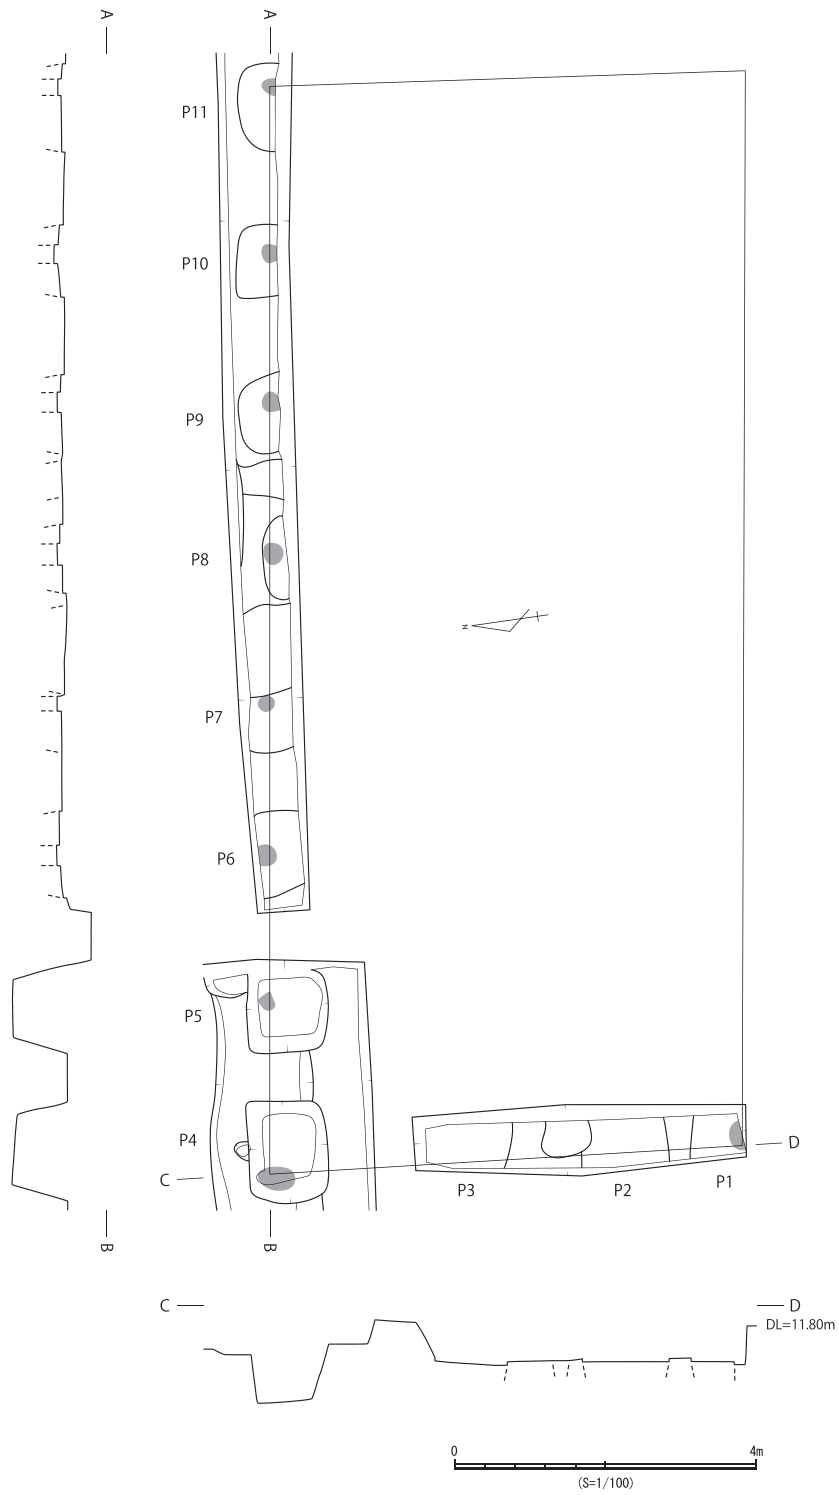 A A
P11
P10
P9
P8
N
P7
P6
P5
P4
D
C
P3 P2 P1
B B
C D
DL=11.80m
0 4m
(S=1/100)